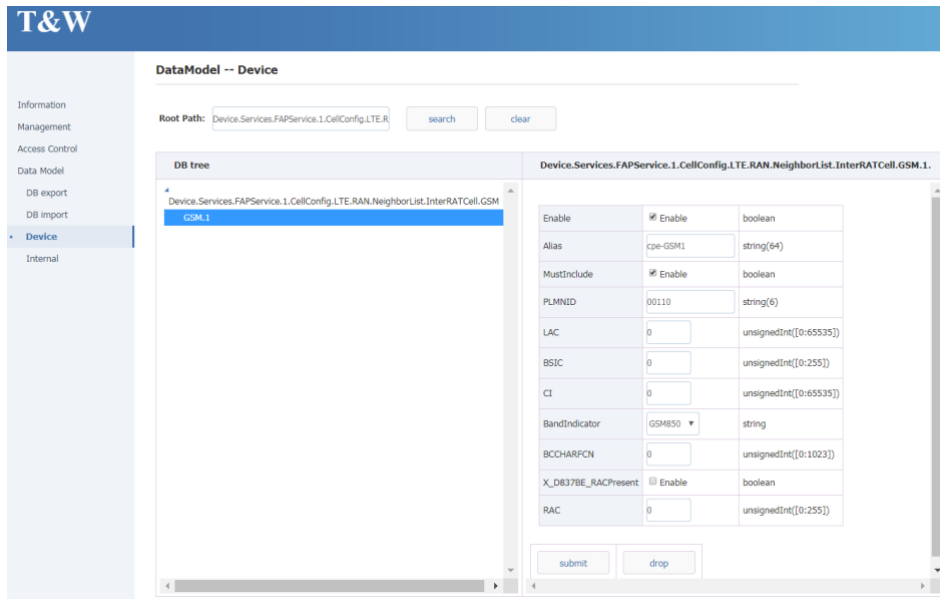 T&W
DataModel -- Device
Information
Management
Access Control
Data Model
DB export
DB import
Device
Internal
Root Path: Device.Services.FAPService.1.CellConfig.LTE.R search clear
DB tree
Device.Services.FAPService.1.CellConfig.LTE.RAN.NeighborList.InterRATCell.GSM
GSM.1
Device.Services.FAPService.1.CellConfig.LTE.RAN.NeighborList.InterRATCell.GSM.1.
Enable Enable boolean
Alias cpe-GSM1 string(64)
MustInclude Enable boolean
PLMNID 00110 string(6)
LAC 0 unsignedInt([0:65535])
BSIC 0 unsignedInt([0:255])
CI 0 unsignedInt([0:65535])
BandIndicator GSM850 string
BCCHARFCN 0 unsignedInt([0:1023])
X_D837BE_RACPresent Enable boolean
RAC 0 unsignedInt([0:255])
submit drop